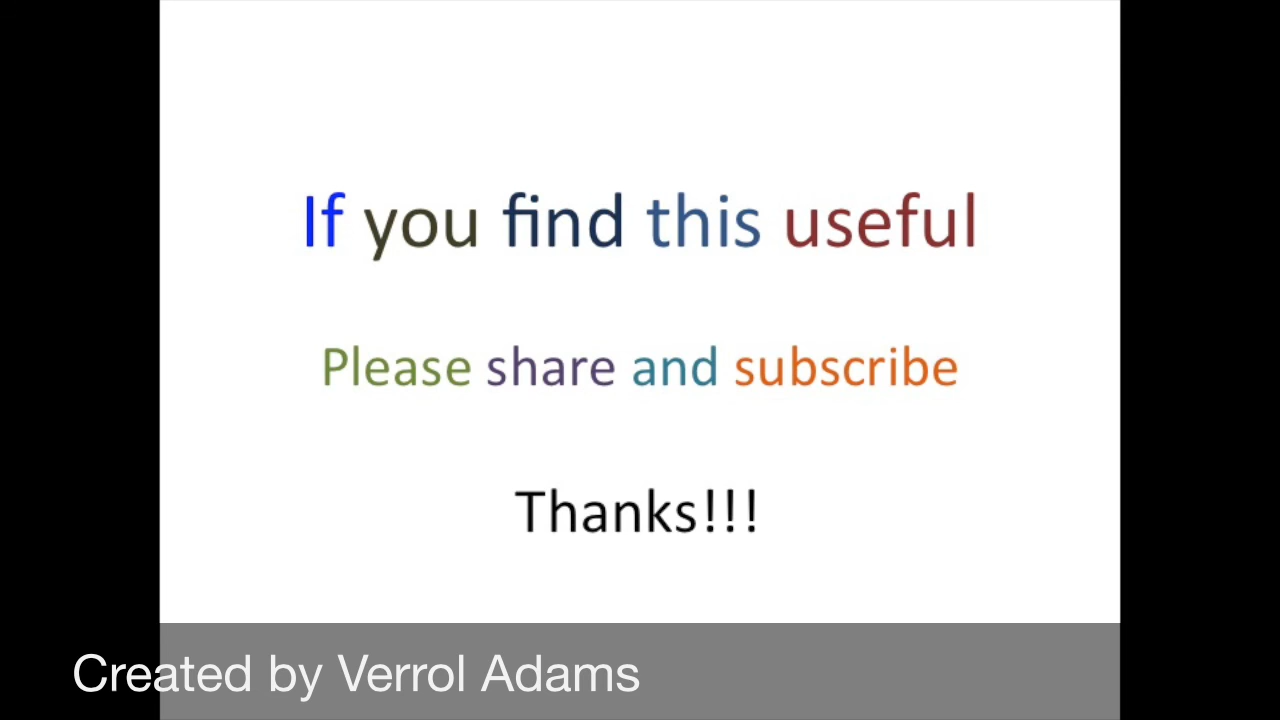 If you find this useful
Please share and subscribe
Thanks!!!
Created by Verrol Adams